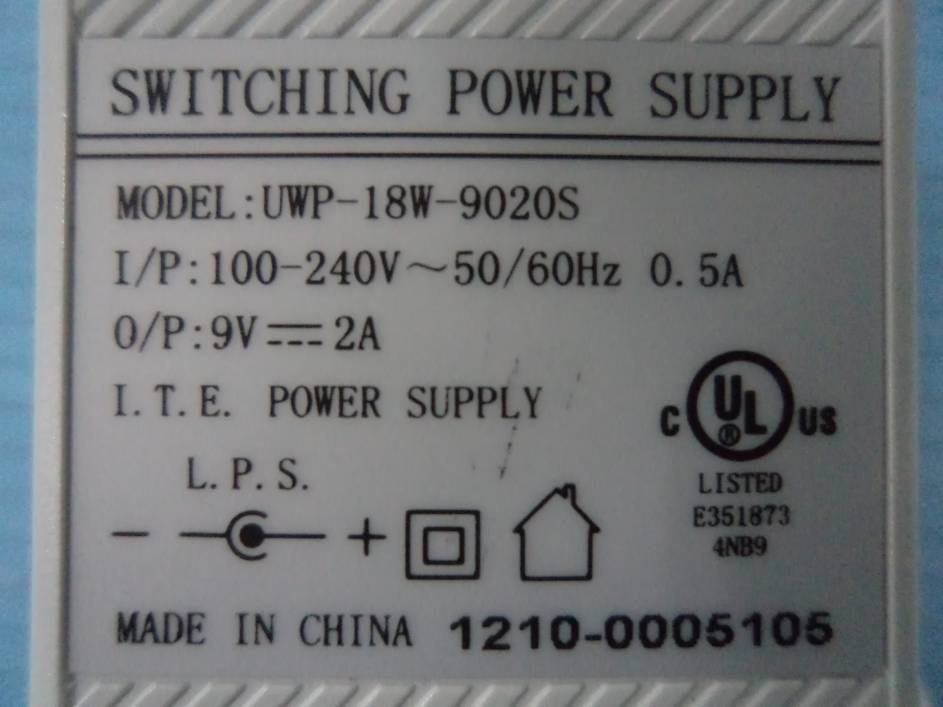 SWITCHING POWER SUPPLY
MODEL:UWP-18W-9020S
I/P:100-240V～50/60Hz 0.5A
O/P:9V⎓2A
I.T.E. POWER SUPPLY
L.P.S.
- +
C UL® US
LISTED
E351873
4NB9
MADE IN CHINA 1210-0005105